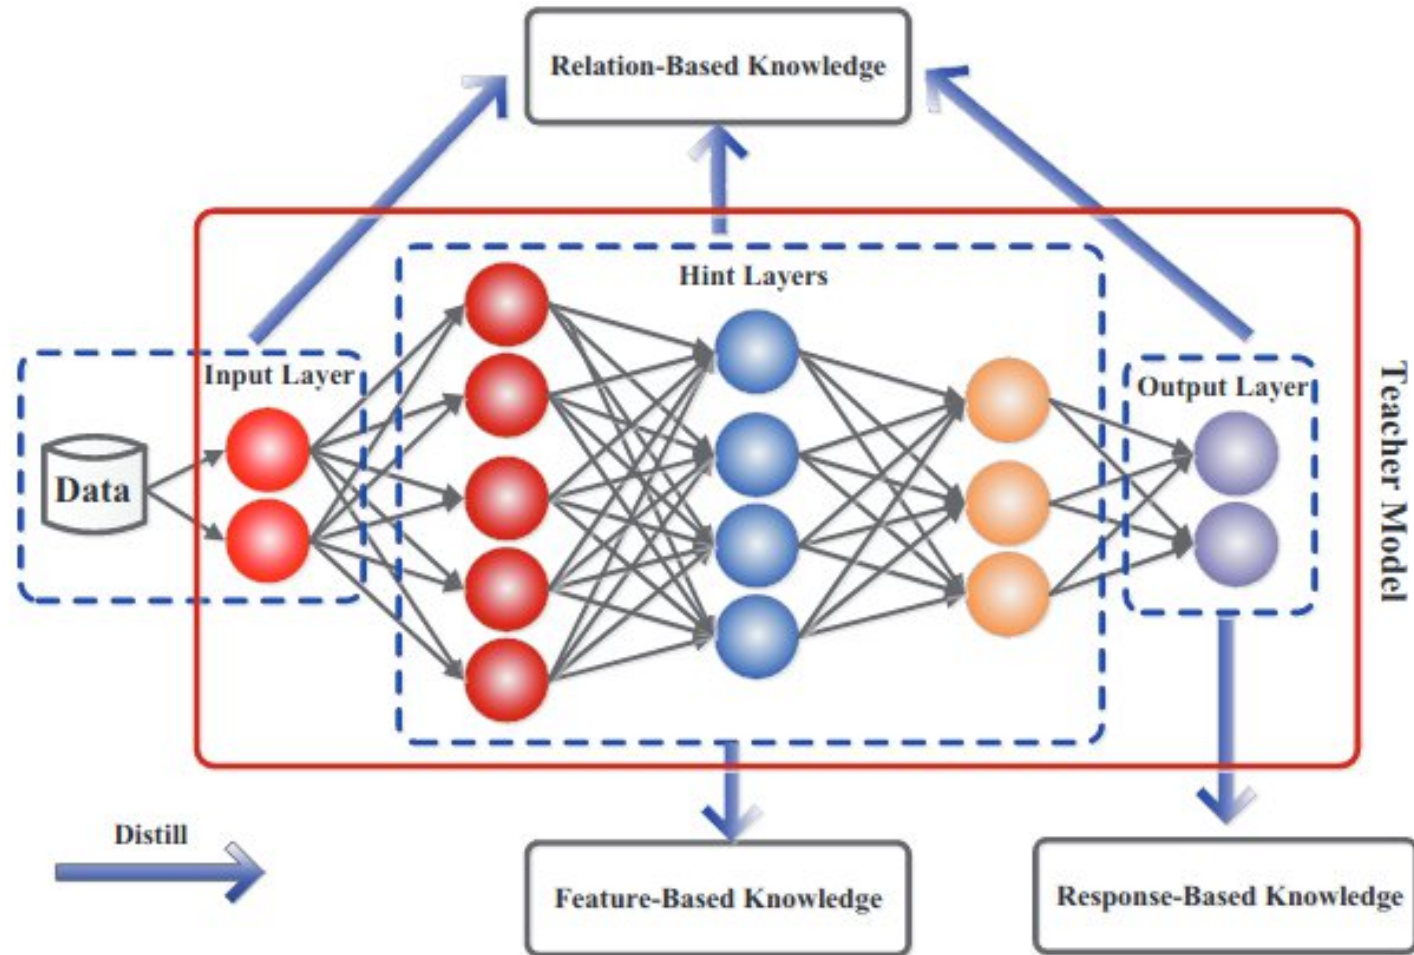 Relation-Based Knowledge
Hint Layers
Input Layer
Output Layer
Data
Teacher Model
Distill
Feature-Based Knowledge
Response-Based Knowledge